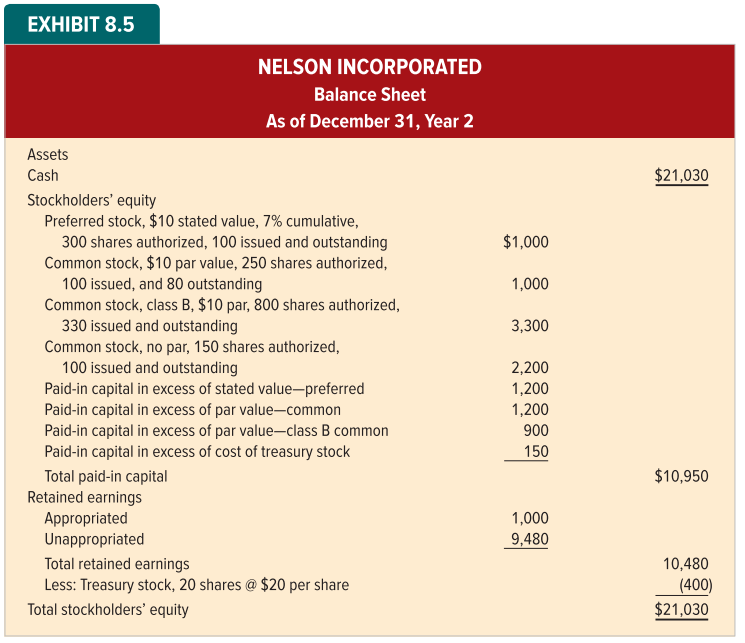 EXHIBIT 8.5
NELSON INCORPORATED
Balance Sheet
As of December 31, Year 2
Assets
Cash $21,030
Stockholders’ equity
Preferred stock, $10 stated value, 7% cumulative,
300 shares authorized, 100 issued and outstanding $1,000
Common stock, $10 par value, 250 shares authorized,
100 issued, and 80 outstanding 1,000
Common stock, class B, $10 par, 800 shares authorized,
330 issued and outstanding 3,300
Common stock, no par, 150 shares authorized,
100 issued and outstanding 2,200
Paid-in capital in excess of stated value—preferred 1,200
Paid-in capital in excess of par value—common 1,200
Paid-in capital in excess of par value—class B common 900
Paid-in capital in excess of cost of treasury stock 150
Total paid-in capital $10,950
Retained earnings
Appropriated 1,000
Unappropriated 9,480
Total retained earnings 10,480
Less: Treasury stock, 20 shares @ $20 per share (400)
Total stockholders’ equity $21,030